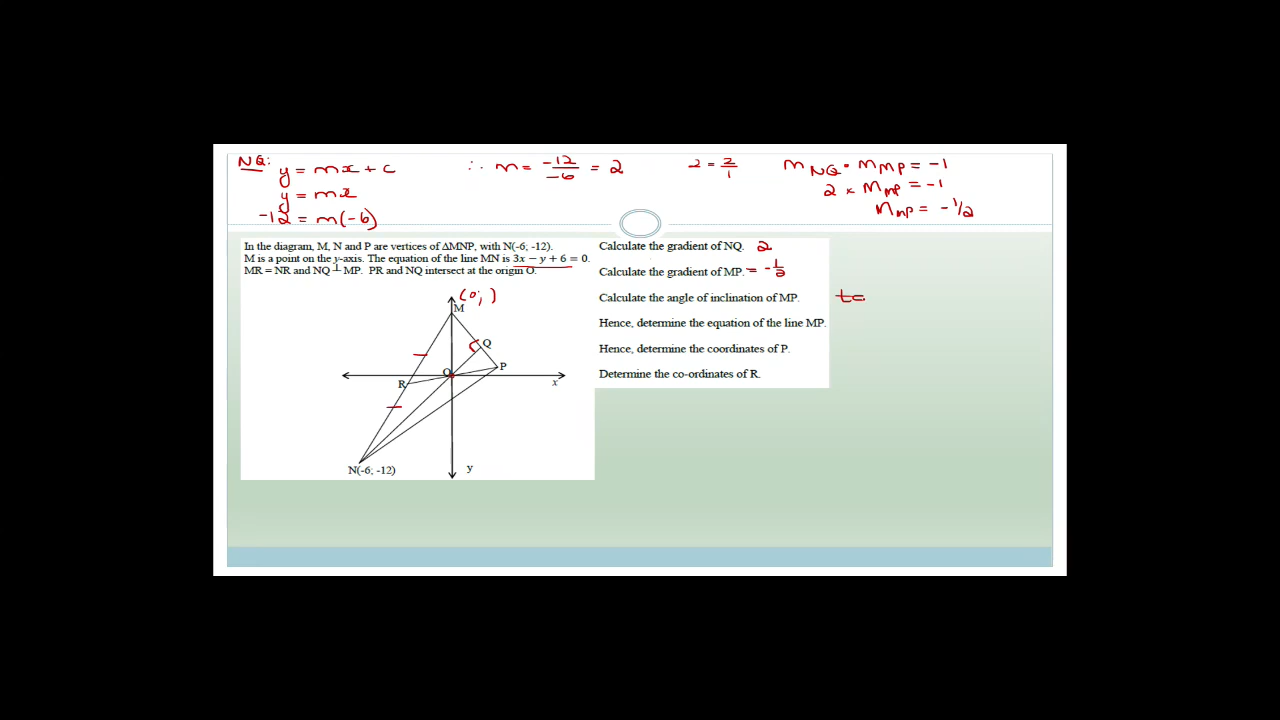 NQ: y = mx + c
y = mx
-12 = m(-6)
∴ m = -12/-6 = 2
2 = 2/1
m NQ · m MP = -1
2 × m MP = -1
m MP = -1/2
In the diagram, M, N and P are vertices of ΔMNP, with N(-6; -12).
M is a point on the y-axis. The equation of the line MN is 3x − y + 6 = 0.
MR = NR and NQ ⊥ MP. PR and NQ intersect at the origin O.
(0; )
M
Q
O
P
R
x
N(-6; -12)
y
Calculate the gradient of NQ. 2
Calculate the gradient of MP. = -1/2
Calculate the angle of inclination of MP.
Hence, determine the equation of the line MP.
Hence, determine the coordinates of P.
Determine the co-ordinates of R.